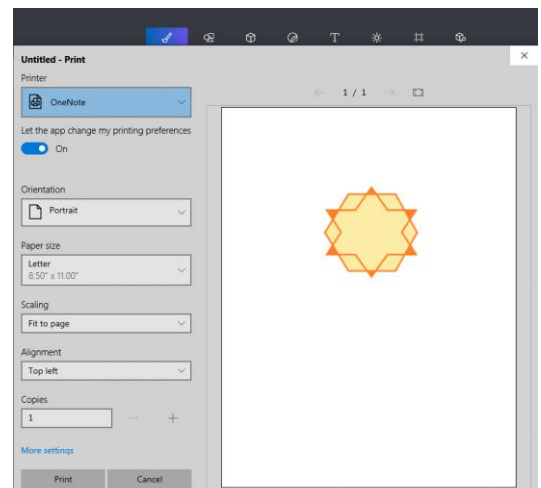 T
Untitled - Print
Printer
OneNote
Let the app change my printing preferences
On
1 / 1
Orientation
Portrait
Paper size
Letter
8.50" x 11.00"
Scaling
Fit to page
Alignment
Top left
Copies
1
More settings
Print Cancel